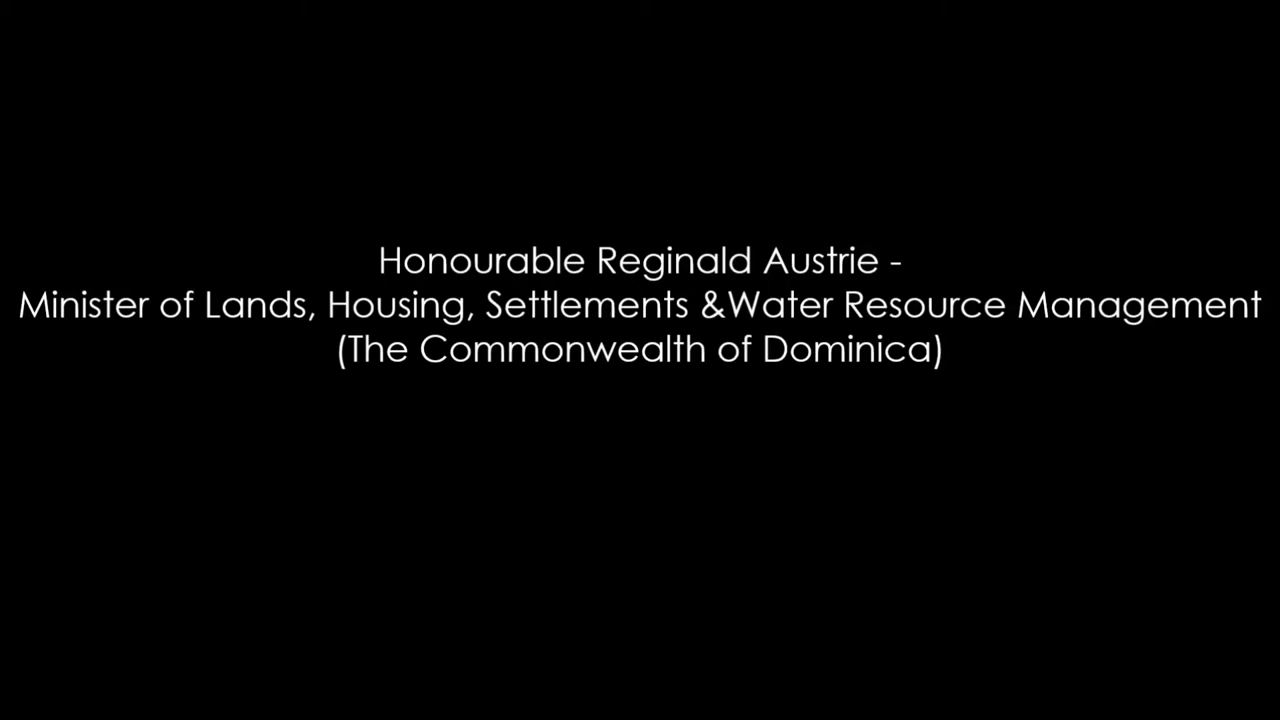 Honourable Reginald Austrie -
Minister of Lands, Housing, Settlements &Water Resource Management
(The Commonwealth of Dominica)